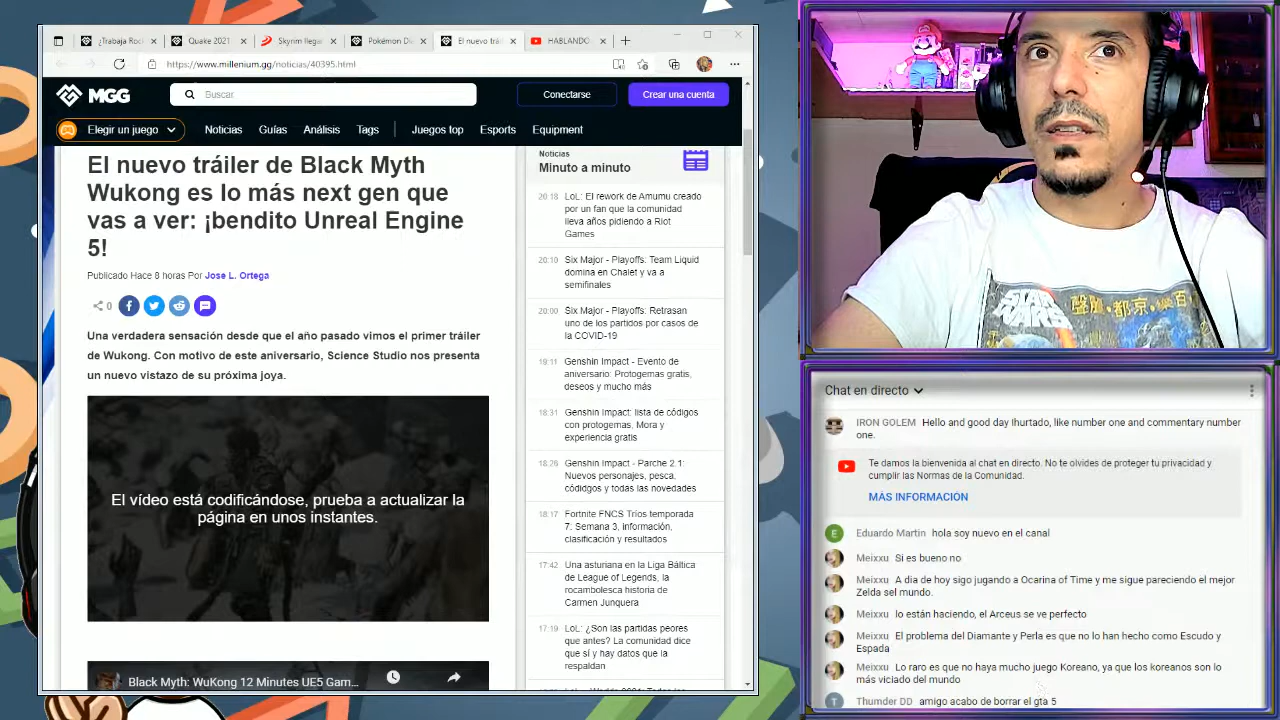 ¿Trabaja Roc
Quake 2021
Skyrim llegar
Pokémon Di
El nuevo trái
HABLANDO
https://www.millenium.gg/noticias/40395.html
MGG
Buscar
Conectarse
Crear una cuenta
Elegir un juego
Noticias
Guías
Análisis
Tags
Juegos top
Esports
Equipment
El nuevo tráiler de Black Myth
Wukong es lo más next gen que
vas a ver: ¡bendito Unreal Engine
5!
Publicado Hace 8 horas Por Jose L. Ortega
0
Una verdadera sensación desde que el año pasado vimos el primer tráiler
de Wukong. Con motivo de este aniversario, Science Studio nos presenta
un nuevo vistazo de su próxima joya.
El vídeo está codificándose, prueba a actualizar la
página en unos instantes.
Black Myth: WuKong 12 Minutes UE5 Gam...
Noticias
Minuto a minuto
20:18 LoL: El rework de Amumu creado
por un fan que la comunidad
lleva años pidiendo a Riot
Games
20:10 Six Major - Playoffs: Team Liquid
domina en Chalet y va a
semifinales
20:00 Six Major - Playoffs: Retrasan
uno de los partidos por casos de
la COVID-19
19:11 Genshin Impact - Evento de
aniversario: Protogemas gratis,
deseos y mucho más
18:31 Genshin Impact: lista de códigos
con protogemas, Mora y
experiencia gratis
18:26 Genshin Impact - Parche 2.1:
Nuevos personajes, pesca,
códidgos y todas las novedades
18:17 Fortnite FNCS Tríos temporada
7: Semana 3, información,
clasificación y resultados
17:42 Una asturiana en la Liga Báltica
de League of Legends, la
rocambolesca historia de
Carmen Junquera
17:19 LoL: ¿Son las partidas peores
que antes? La comunidad dice
que sí y hay datos que la
respaldan
STAR
WARS
聲風 都京 樂百
Chat en directo
IRON GOLEM Hello and good day lhurtado, like number one and commentary number
one.
Te damos la bienvenida al chat en directo. No te olvides de proteger tu privacidad y
cumplir las Normas de la Comunidad.
MÁS INFORMACIÓN
E
Eduardo Martin hola soy nuevo en el canal
Meixxu Si es bueno no
Meixxu A dia de hoy sigo jugando a Ocarina of Time y me sigue pareciendo el mejor
Zelda sel mundo.
Meixxu lo están haciendo, el Arceus se ve perfecto
Meixxu El problema del Diamante y Perla es que no lo han hecho como Escudo y
Espada
Meixxu Lo raro es que no haya mucho juego Koreano, ya que los koreanos son lo
más viciado del mundo
T
Thumder DD amigo acabo de borrar el gta 5